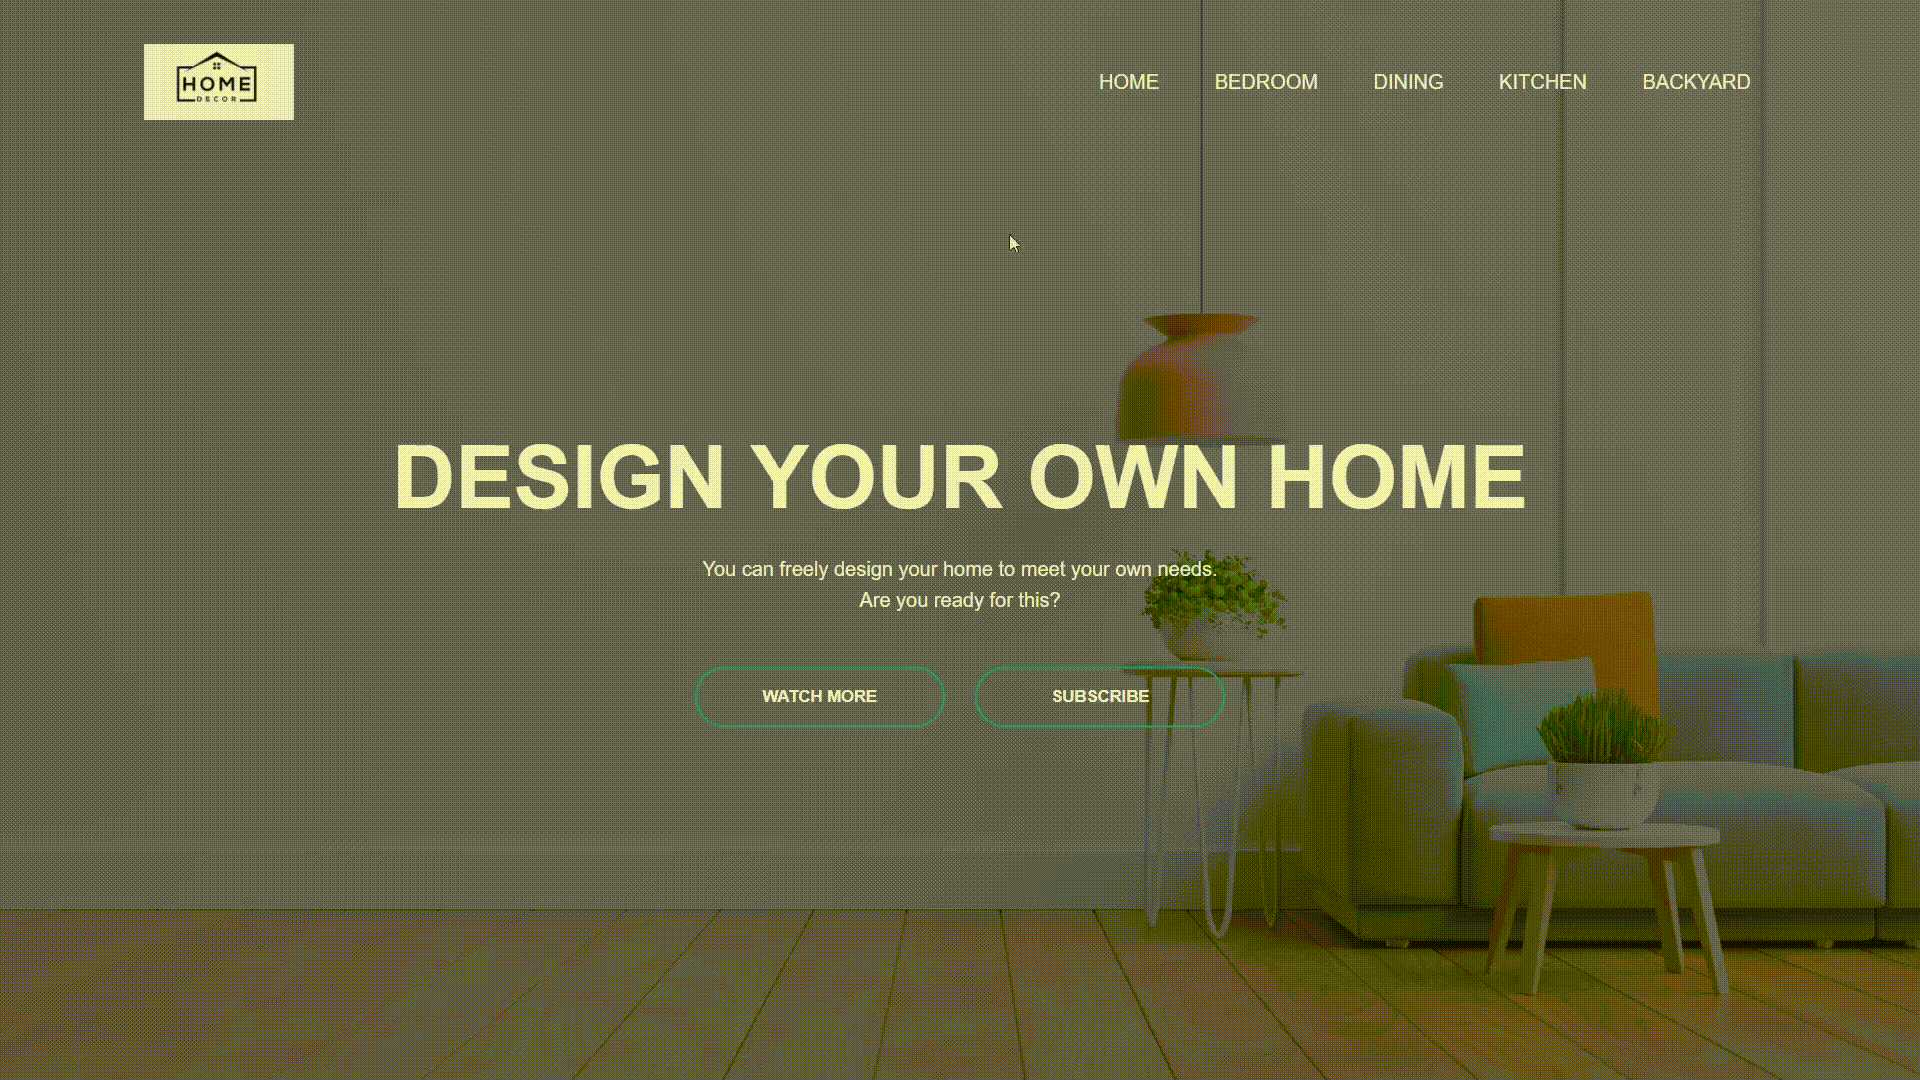 HOME
DECOR
HOME
BEDROOM
DINING
KITCHEN
BACKYARD
DESIGN YOUR OWN HOME
You can freely design your home to meet your own needs.
Are you ready for this?
WATCH MORE
SUBSCRIBE